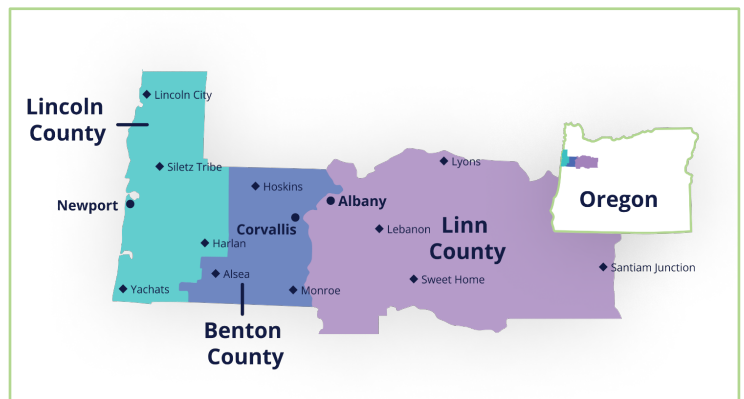 Lincoln City
Lincoln
County
Lyons
Siletz Tribe
Hoskins
Oregon
Newport
Albany
Corvallis
Lebanon
Linn
County
Harlan
Santiam Junction
Alsea
Sweet Home
Yachats
Monroe
Benton
County